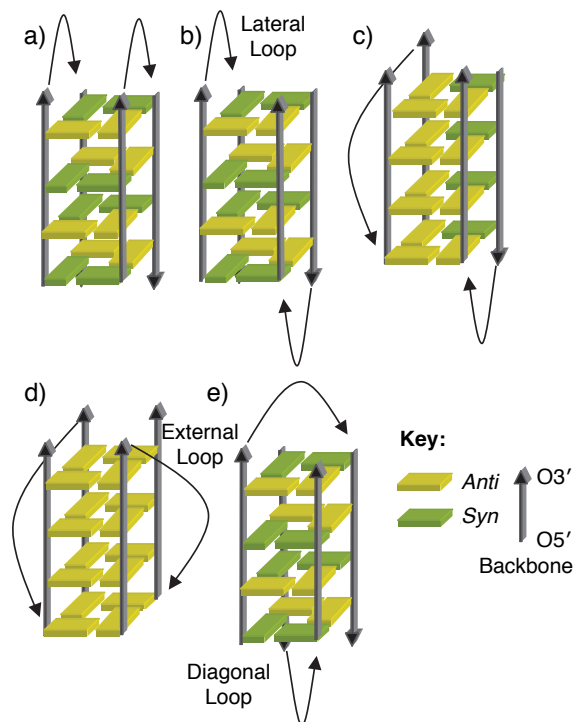 a)
b)
Lateral
Loop
c)
d)
External
Loop
e)
Key:
Anti
Syn
O3′
O5′
Backbone
Diagonal
Loop